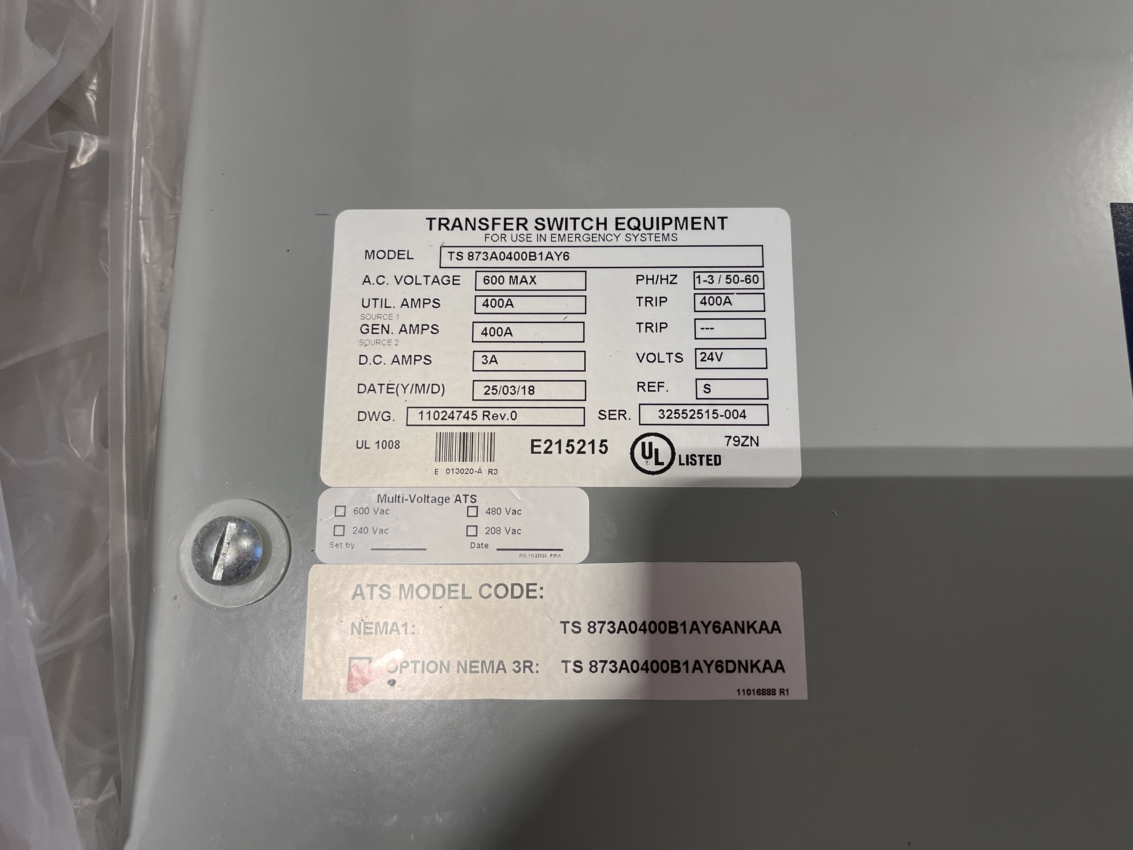 TRANSFER SWITCH EQUIPMENT
FOR USE IN EMERGENCY SYSTEMS
MODEL TS 873A0400B1AY6
A.C. VOLTAGE 600 MAX PH/HZ 1-3 / 50-60
UTIL. AMPS 400A TRIP 400A
SOURCE 1
GEN. AMPS 400A TRIP ---
SOURCE 2
D.C. AMPS 3A VOLTS 24V
DATE(Y/M/D) 25/03/18 REF. S
DWG. 11024745 Rev.0 SER. 32552515-004
UL 1008 E215215 UL LISTED 79ZN
E 013020-A R3
Multi-Voltage ATS
600 Vac 480 Vac
240 Vac 208 Vac
Set by Date
ATS MODEL CODE:
NEMA1: TS 873A0400B1AY6ANKAA
OPTION NEMA 3R: TS 873A0400B1AY6DNKAA
11016888 R1